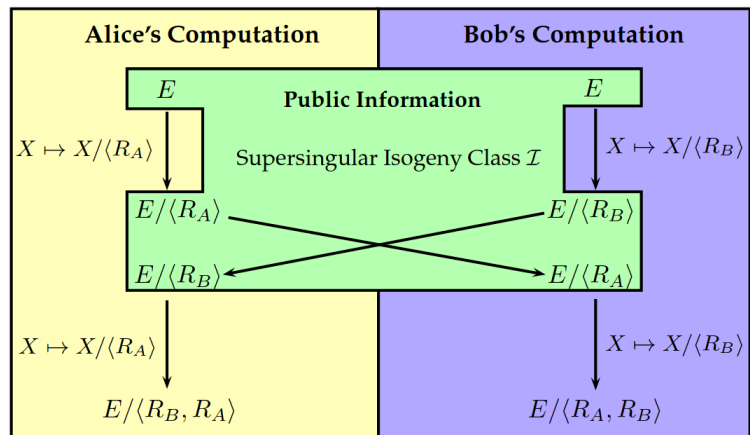 Alice's Computation Bob's Computation
E E
Public Information
X ↦ X/⟨R_A⟩ X ↦ X/⟨R_B⟩
Supersingular Isogeny Class ℐ
E/⟨R_A⟩ E/⟨R_B⟩
E/⟨R_B⟩ E/⟨R_A⟩
X ↦ X/⟨R_A⟩ X ↦ X/⟨R_B⟩
E/⟨R_B, R_A⟩ E/⟨R_A, R_B⟩